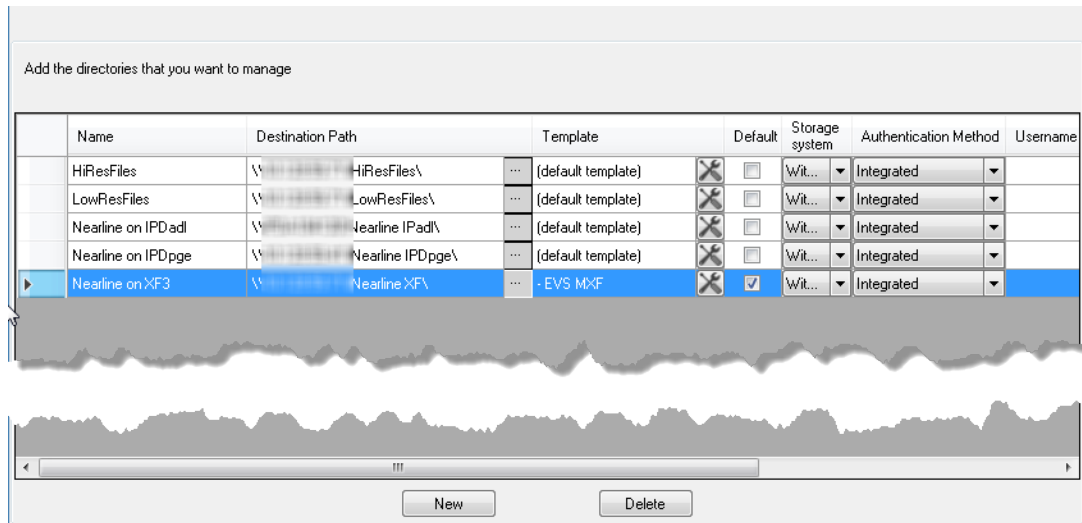 Add the directories that you want to manage
Name Destination Path Template Default Storage system Authentication Method Username
HiResFiles \\ HiResFiles\ ... (default template) Wit... Integrated
LowResFiles \\ LowResFiles\ ... (default template) Wit... Integrated
Nearline on IPDadl \\ Nearline IPadl\ ... (default template) Wit... Integrated
Nearline on IPDpge \\ Nearline IPDpge\ ... (default template) Wit... Integrated
Nearline on XF3 \\ Nearline XF\ ... - EVS MXF Wit... Integrated
New Delete